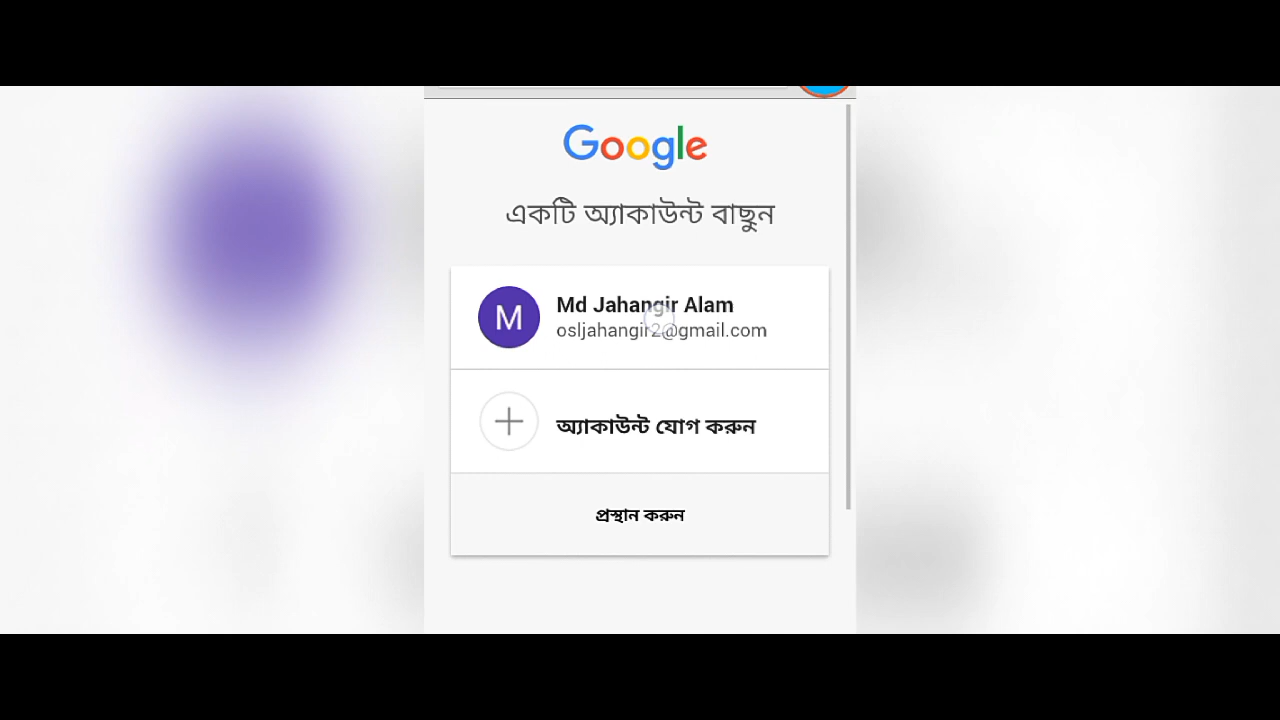 Google
একটি অ্যাকাউন্ট বাছুন
M
Md Jahangir Alam
osljahangir2@gmail.com
অ্যাকাউন্ট যোগ করুন
প্রস্থান করুন